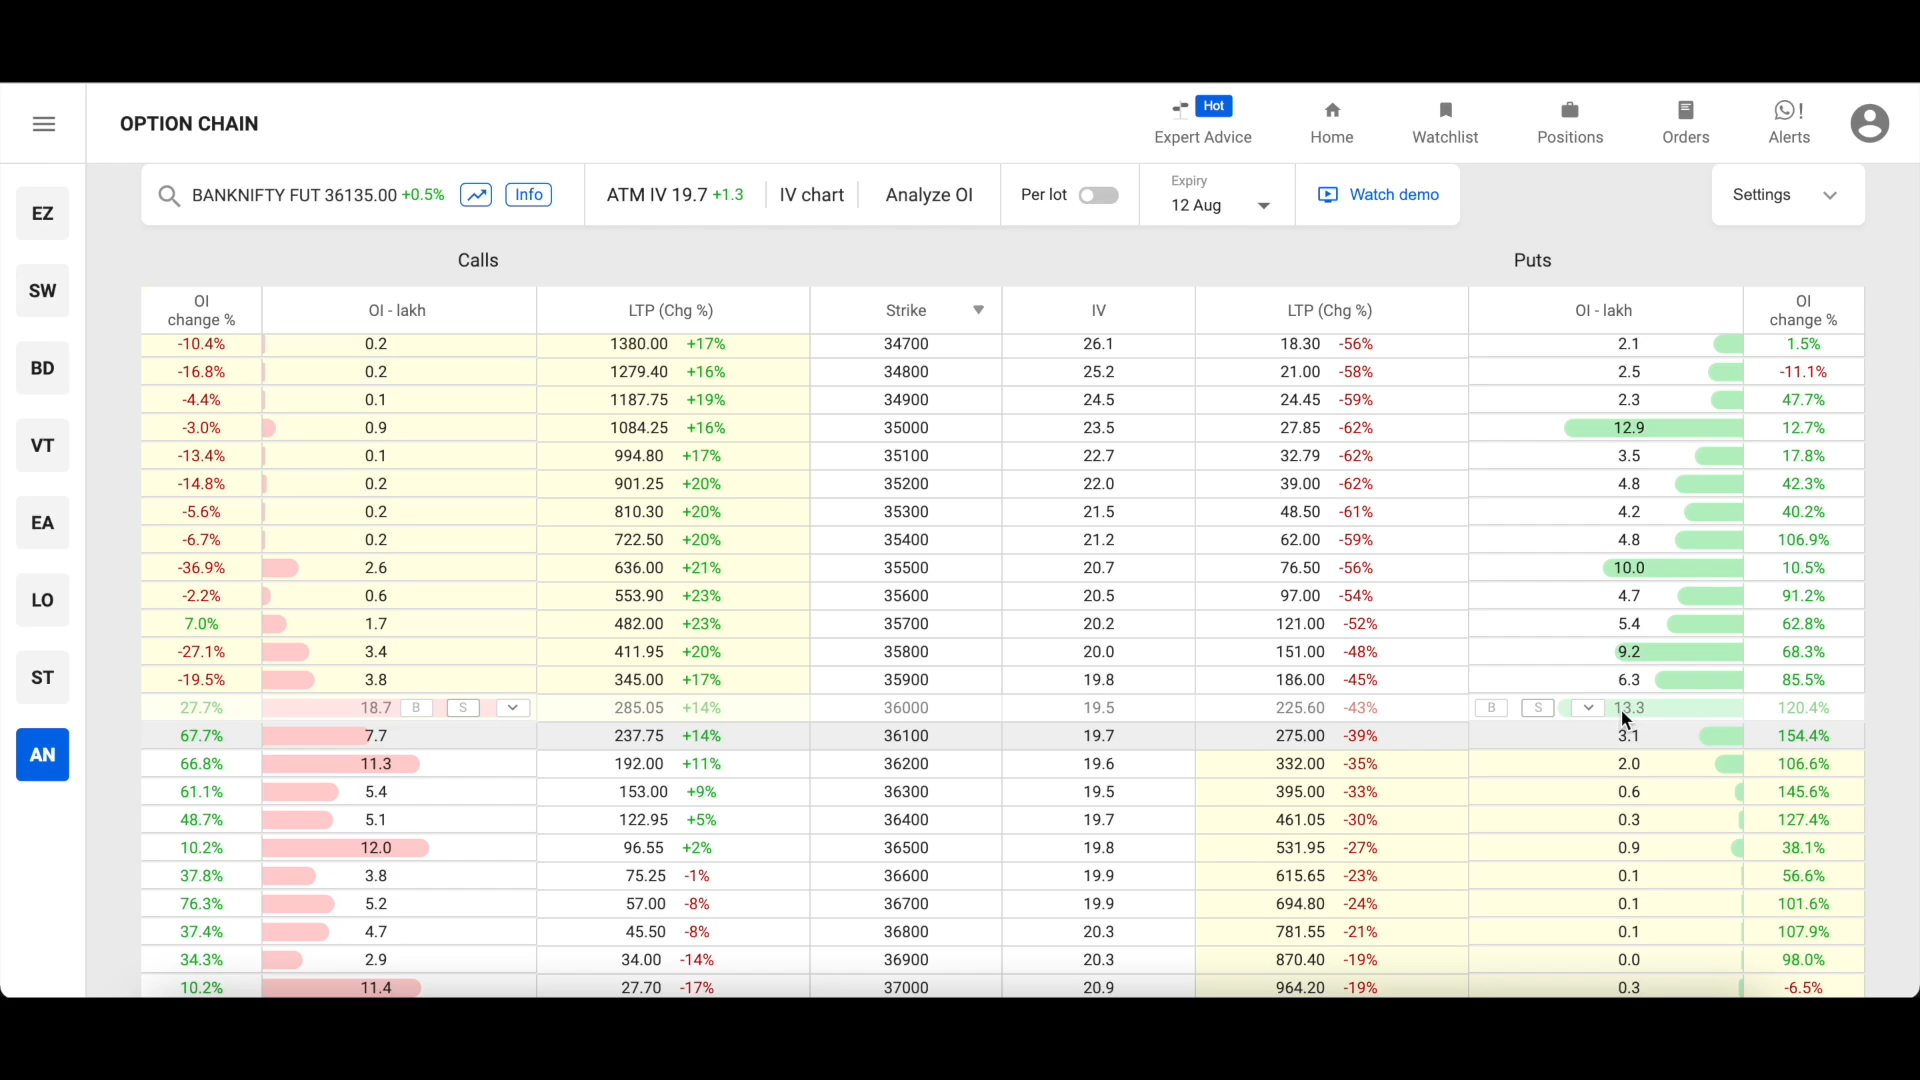 OPTION CHAIN
Hot
Expert Advice
Home
Watchlist
Positions
Orders
!
Alerts
BANKNIFTY FUT 36135.00 +0.5%
Info
ATM IV 19.7 +1.3
IV chart
Analyze OI
Per lot
Expiry
12 Aug
Watch demo
Settings
EZ
SW
BD
VT
EA
LO
ST
AN
Calls
Puts
OI change %
OI - lakh
LTP (Chg %)
Strike
IV
LTP (Chg %)
OI - lakh
OI change %
-10.4% 0.2 1380.00 +17% 34700 26.1 18.30 -56% 2.1 1.5%
-16.8% 0.2 1279.40 +16% 34800 25.2 21.00 -58% 2.5 -11.1%
-4.4% 0.1 1187.75 +19% 34900 24.5 24.45 -59% 2.3 47.7%
-3.0% 0.9 1084.25 +16% 35000 23.5 27.85 -62% 12.9 12.7%
-13.4% 0.1 994.80 +17% 35100 22.7 32.79 -62% 3.5 17.8%
-14.8% 0.2 901.25 +20% 35200 22.0 39.00 -62% 4.8 42.3%
-5.6% 0.2 810.30 +20% 35300 21.5 48.50 -61% 4.2 40.2%
-6.7% 0.2 722.50 +20% 35400 21.2 62.00 -59% 4.8 106.9%
-36.9% 2.6 636.00 +21% 35500 20.7 76.50 -56% 10.0 10.5%
-2.2% 0.6 553.90 +23% 35600 20.5 97.00 -54% 4.7 91.2%
7.0% 1.7 482.00 +23% 35700 20.2 121.00 -52% 5.4 62.8%
-27.1% 3.4 411.95 +20% 35800 20.0 151.00 -48% 9.2 68.3%
-19.5% 3.8 345.00 +17% 35900 19.8 186.00 -45% 6.3 85.5%
27.7% 18.7 B S 285.05 +14% 36000 19.5 225.60 -43% B S 13.3 120.4%
67.7% 7.7 237.75 +14% 36100 19.7 275.00 -39% 3.1 154.4%
66.8% 11.3 192.00 +11% 36200 19.6 332.00 -35% 2.0 106.6%
61.1% 5.4 153.00 +9% 36300 19.5 395.00 -33% 0.6 145.6%
48.7% 5.1 122.95 +5% 36400 19.7 461.05 -30% 0.3 127.4%
10.2% 12.0 96.55 +2% 36500 19.8 531.95 -27% 0.9 38.1%
37.8% 3.8 75.25 -1% 36600 19.9 615.65 -23% 0.1 56.6%
76.3% 5.2 57.00 -8% 36700 19.9 694.80 -24% 0.1 101.6%
37.4% 4.7 45.50 -8% 36800 20.3 781.55 -21% 0.1 107.9%
34.3% 2.9 34.00 -14% 36900 20.3 870.40 -19% 0.0 98.0%
10.2% 11.4 27.70 -17% 37000 20.9 964.20 -19% 0.3 -6.5%